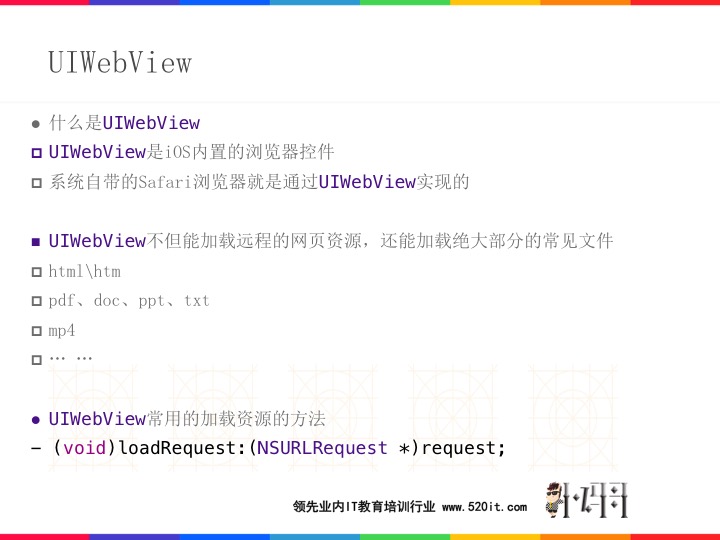 UIWebView
什么是UIWebView
UIWebView是iOS内置的浏览器控件
系统自带的Safari浏览器就是通过UIWebView实现的
UIWebView不但能加载远程的网页资源，还能加载绝大部分的常见文件
html\htm
pdf、doc、ppt、txt
mp4
… …
UIWebView常用的加载资源的方法
- (void)loadRequest:(NSURLRequest *)request;
领先业内IT教育培训行业 www.520it.com
小码哥